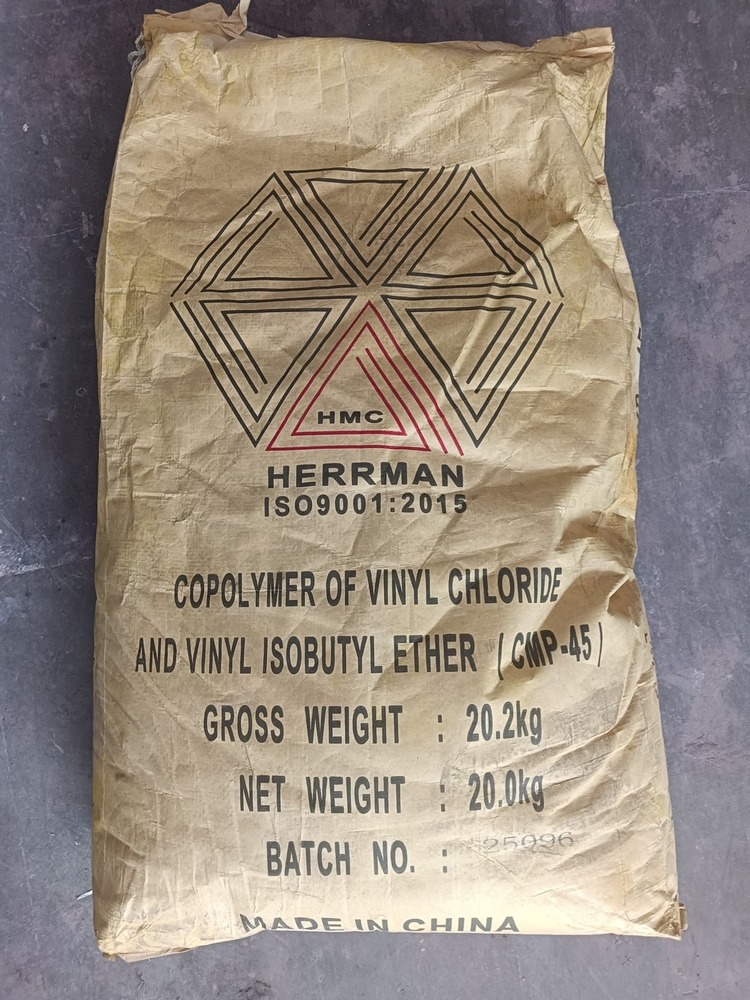 HMC
HERRMAN
ISO9001:2015
COPOLYMER OF VINYL CHLORIDE
AND VINYL ISOBUTYL ETHER (CMP-45)
GROSS WEIGHT : 20.2kg
NET WEIGHT : 20.0kg
BATCH NO. : 25096
MADE IN CHINA